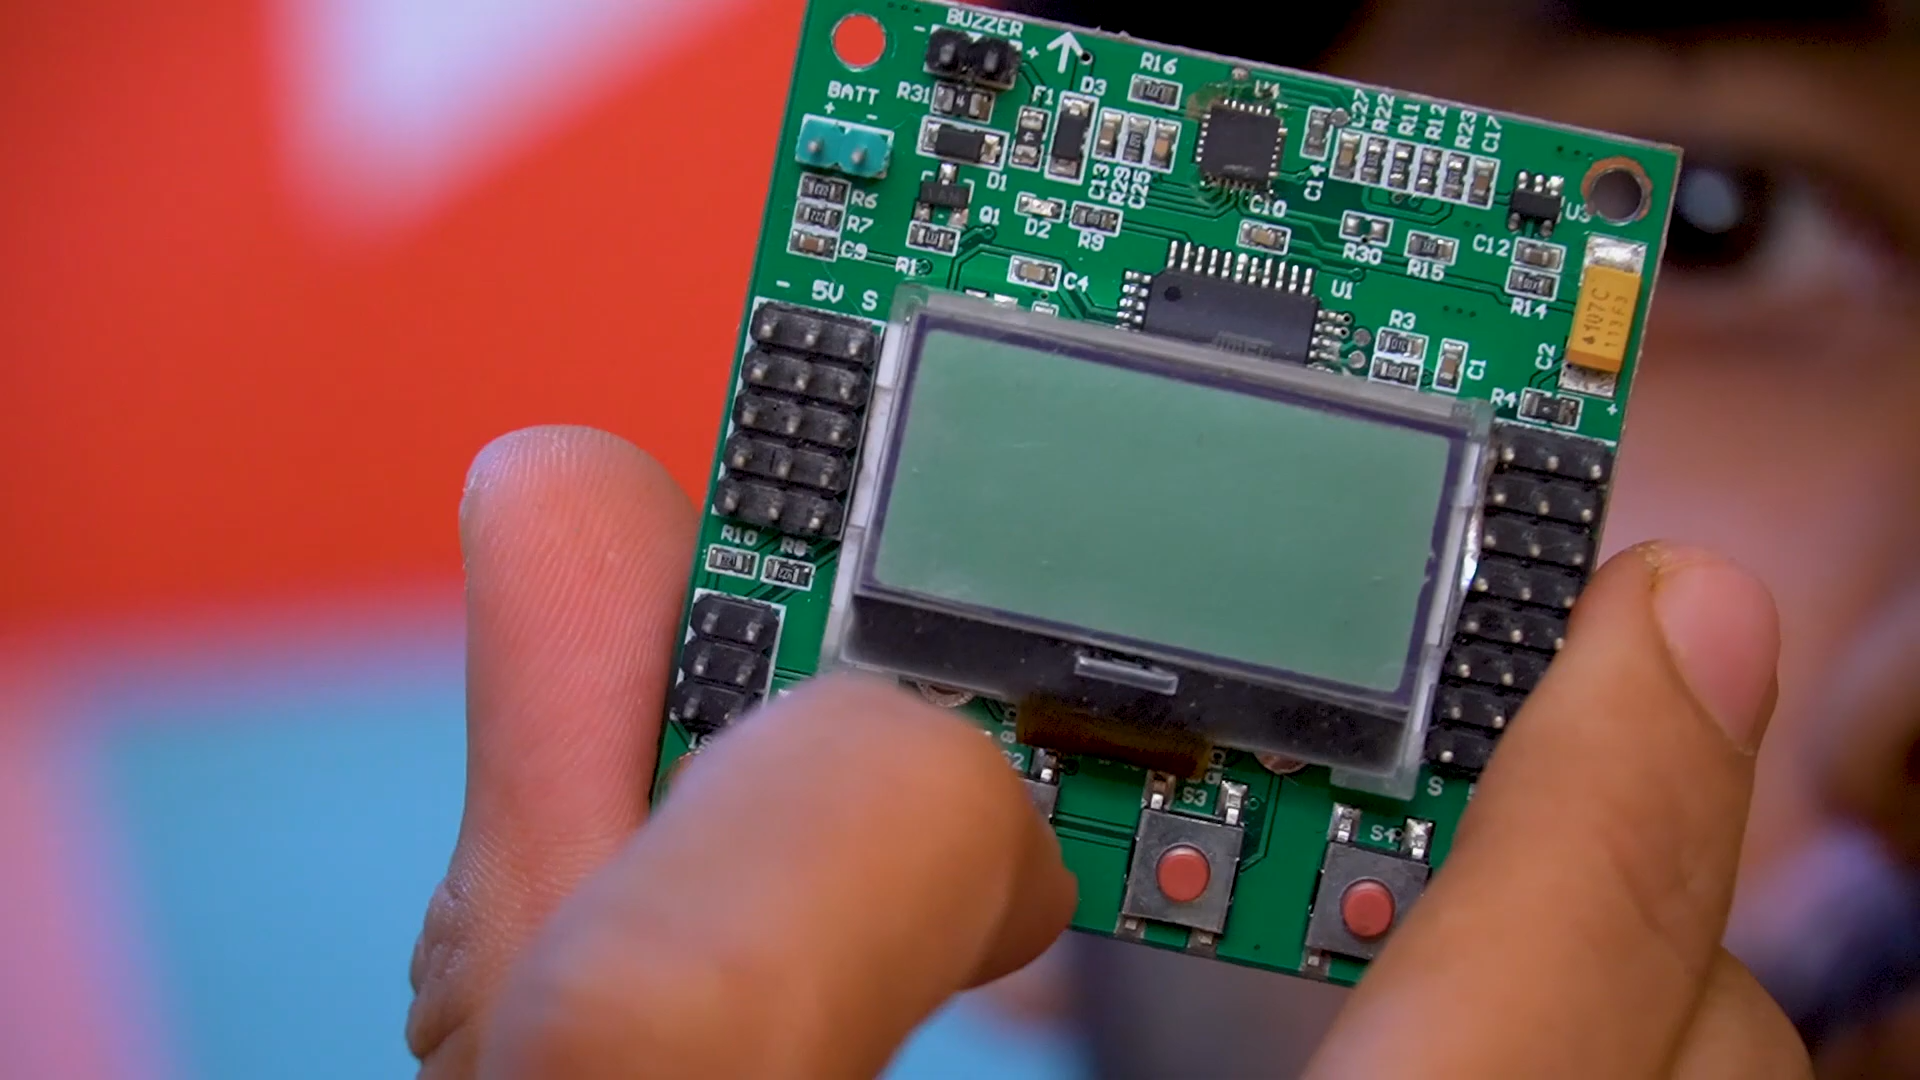 BUZZER
- +
R16
BATT
+ -
R31
F1
D3
U4
C27
R22
R11
R12
R23
C17
C13
R29
C25
C14
D1
R6
R7
C9
Q1
D2
R9
C10
R30
R15
C12
U3
R14
C4
U1
- 5V S
R3
C1
C2
107C
R4
+
R10
R8
S2
S3
S4
S